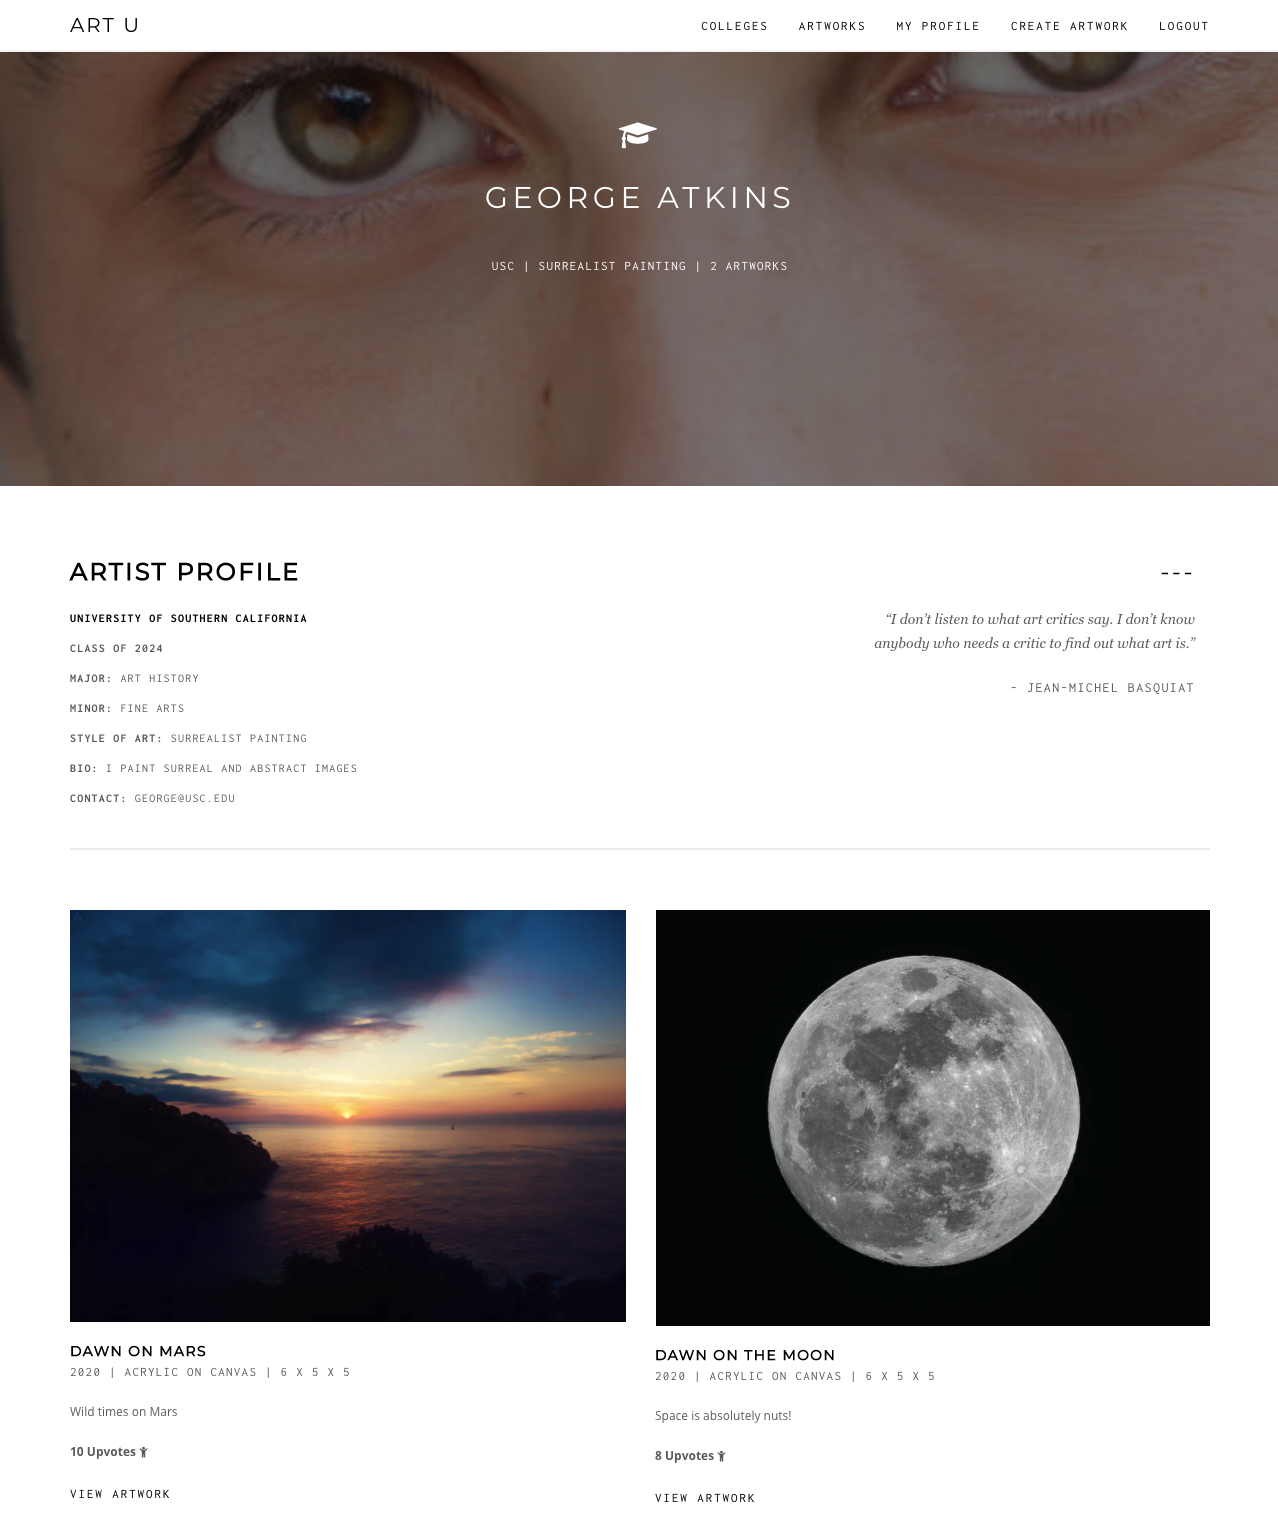 ART U
COLLEGES ARTWORKS MY PROFILE CREATE ARTWORK LOGOUT
GEORGE ATKINS
USC | SURREALIST PAINTING | 2 ARTWORKS
ARTIST PROFILE
UNIVERSITY OF SOUTHERN CALIFORNIA
CLASS OF 2024
MAJOR: ART HISTORY
MINOR: FINE ARTS
STYLE OF ART: SURREALIST PAINTING
BIO: I PAINT SURREAL AND ABSTRACT IMAGES
CONTACT: GEORGE@USC.EDU
---
“I don’t listen to what art critics say. I don’t know
anybody who needs a critic to find out what art is.”
- JEAN-MICHEL BASQUIAT
DAWN ON MARS
2020 | ACRYLIC ON CANVAS | 6 X 5 X 5
Wild times on Mars
10 Upvotes
VIEW ARTWORK
DAWN ON THE MOON
2020 | ACRYLIC ON CANVAS | 6 X 5 X 5
Space is absolutely nuts!
8 Upvotes
VIEW ARTWORK